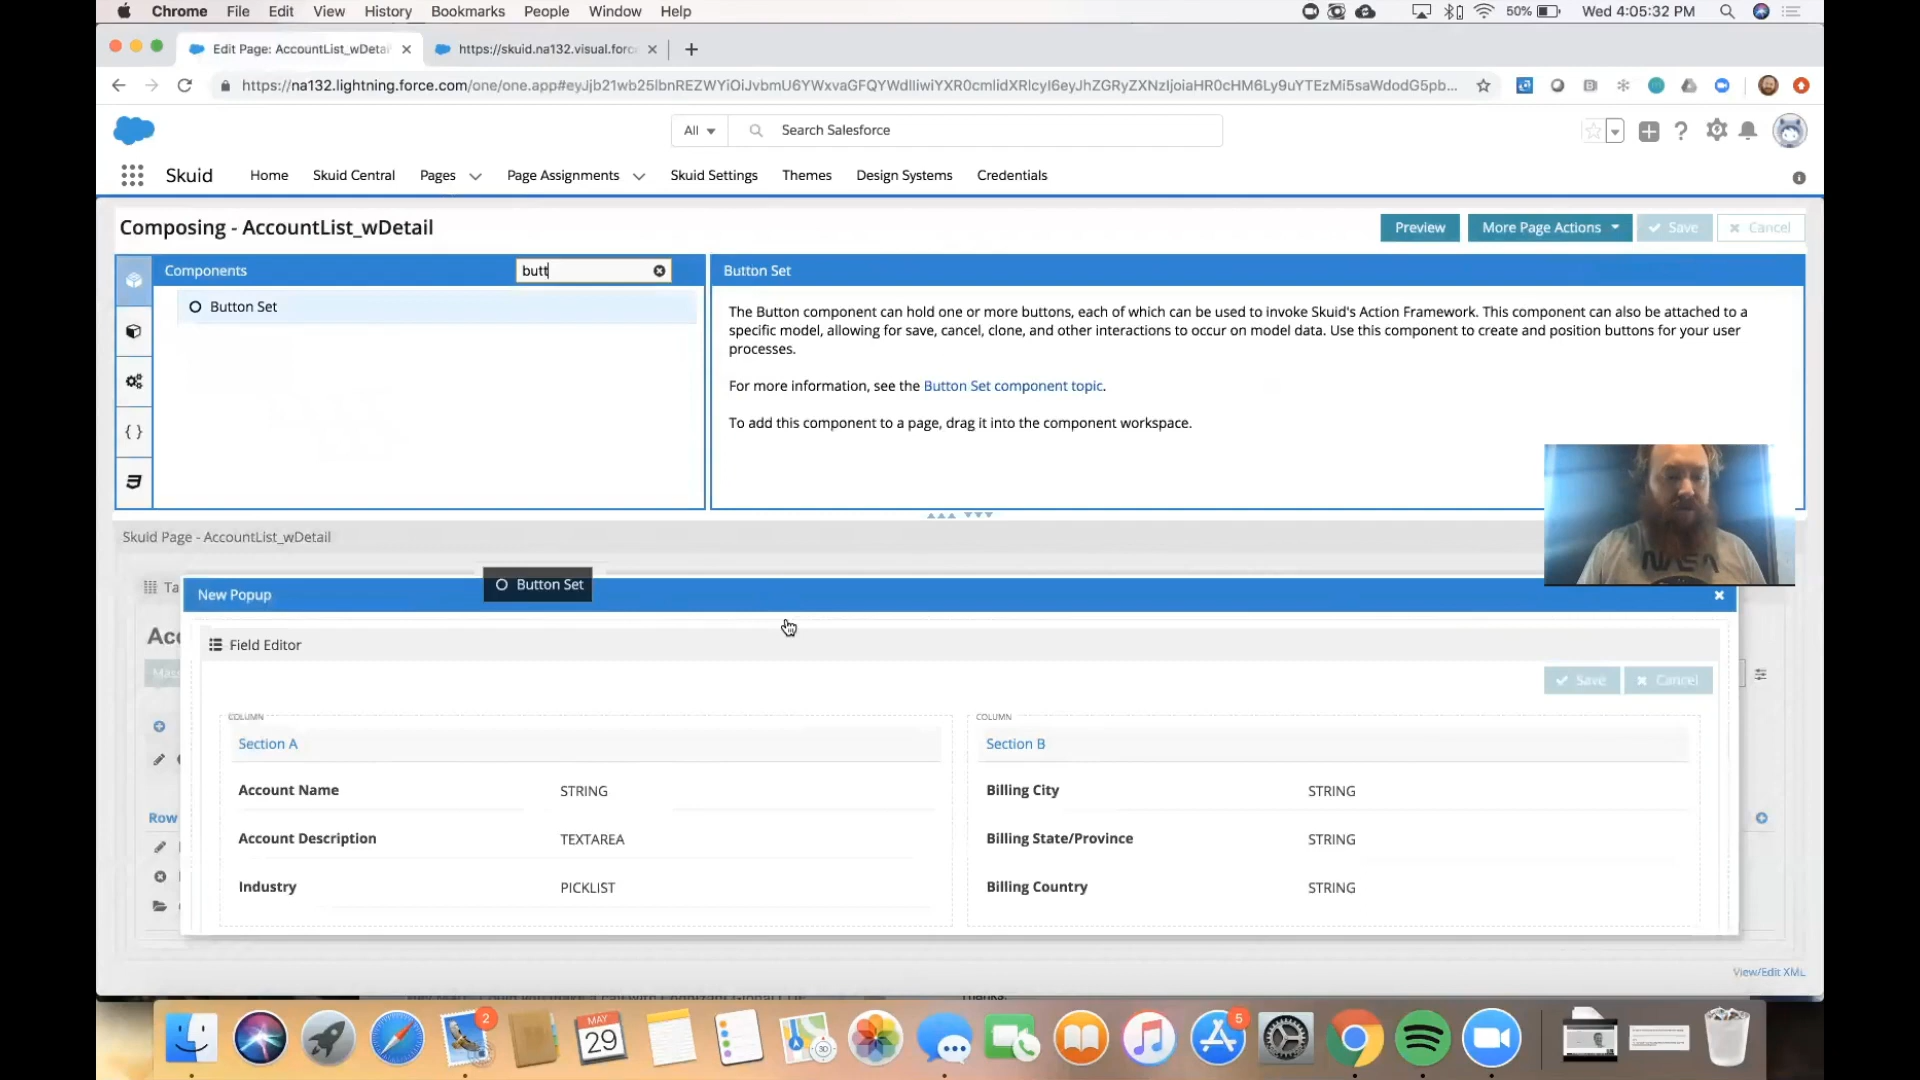 Chrome File Edit View History Bookmarks People Window Help 50% Wed 4:05:32 PM
Edit Page: AccountList_wDetai https://skuid.na132.visual.forc
https://na132.lightning.force.com/one/one.app#eyJjb21wb25lbnREZWYiOiJvbmU6YWxvaGFQYWdlIiwiYXR0cmlidXRlcyI6eyJhZGRyZXNzIjoiaHR0cHM6Ly9uYTEzMi5saWdodG5pb...
All Search Salesforce
Skuid Home Skuid Central Pages Page Assignments Skuid Settings Themes Design Systems Credentials
Composing - AccountList_wDetail Preview More Page Actions Save Cancel
Components butt Button Set
Button Set
The Button component can hold one or more buttons, each of which can be used to invoke Skuid's Action Framework. This component can also be attached to a
specific model, allowing for save, cancel, clone, and other interactions to occur on model data. Use this component to create and position buttons for your user
processes.
For more information, see the Button Set component topic.
To add this component to a page, drag it into the component workspace.
NASA
Skuid Page - AccountList_wDetail
Ta Button Set
New Popup
Acc
Field Editor
Mass Save Cancel
COLUMN COLUMN
Section A Section B
Account Name STRING Billing City STRING
Row
Account Description TEXTAREA Billing State/Province STRING
Industry PICKLIST Billing Country STRING
View/Edit XML
Thanks,
2 MAY 29 5